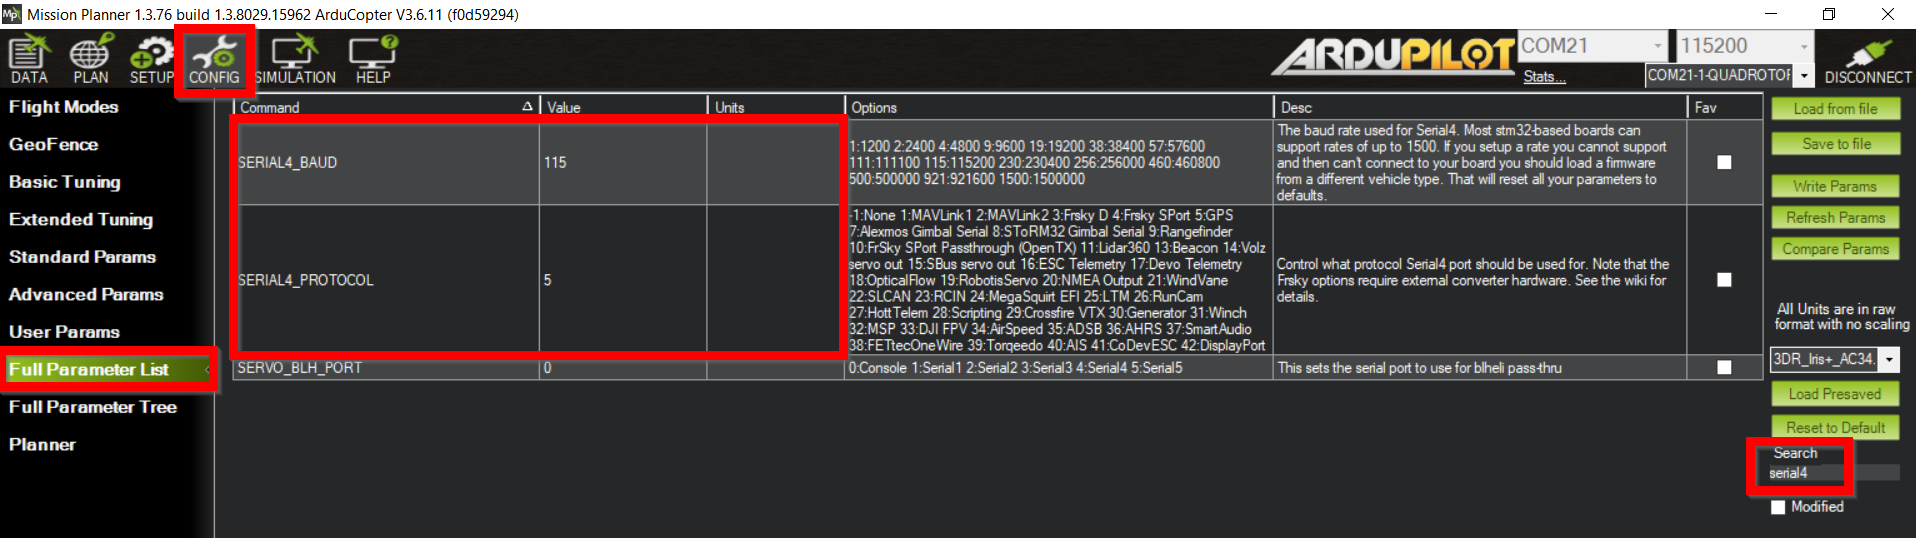 Mission Planner 1.3.76 build 1.3.8029.15962 ArduCopter V3.6.11 (f0d59294)
DATA PLAN SETUP CONFIG SIMULATION HELP
ARDUPILOT
COM21 115200
Stats... COM21-1-QUADROTOR DISCONNECT
Flight Modes
GeoFence
Basic Tuning
Extended Tuning
Standard Params
Advanced Params
User Params
Full Parameter List
Full Parameter Tree
Planner
Command Value Units Options Desc Fav
SERIAL4_BAUD 115
1:1200 2:2400 4:4800 9:9600 19:19200 38:38400 57:57600
111:111100 115:115200 230:230400 256:256000 460:460800
500:500000 921:921600 1500:1500000
The baud rate used for Serial4. Most stm32-based boards can
support rates of up to 1500. If you setup a rate you cannot support
and then can't connect to your board you should load a firmware
from a different vehicle type. That will reset all your parameters to
defaults.
SERIAL4_PROTOCOL 5
-1:None 1:MAVLink1 2:MAVLink2 3:Frsky D 4:Frsky SPort 5:GPS
7:Alexmos Gimbal Serial 8:SToRM32 Gimbal Serial 9:Rangefinder
10:FrSky SPort Passthrough (OpenTX) 11:Lidar360 13:Beacon 14:Volz
servo out 15:SBus servo out 16:ESC Telemetry 17:Devo Telemetry
18:OpticalFlow 19:RobotisServo 20:NMEA Output 21:WindVane
22:SLCAN 23:RCIN 24:MegaSquirt EFI 25:LTM 26:RunCam
27:HottTelem 28:Scripting 29:Crossfire VTX 30:Generator 31:Winch
32:MSP 33:DJI FPV 34:AirSpeed 35:ADSB 36:AHRS 37:SmartAudio
38:FETtecOneWire 39:Torqeedo 40:AIS 41:CoDevESC 42:DisplayPort
Control what protocol Serial4 port should be used for. Note that the
Frsky options require external converter hardware. See the wiki for
details.
SERVO_BLH_PORT 0 0:Console 1:Serial1 2:Serial2 3:Serial3 4:Serial4 5:Serial5 This sets the serial port to use for blheli pass-thru
Load from file
Save to file
Write Params
Refresh Params
Compare Params
All Units are in raw
format with no scaling
3DR_Iris+_AC34.
Load Presaved
Reset to Default
Search
serial4
Modified